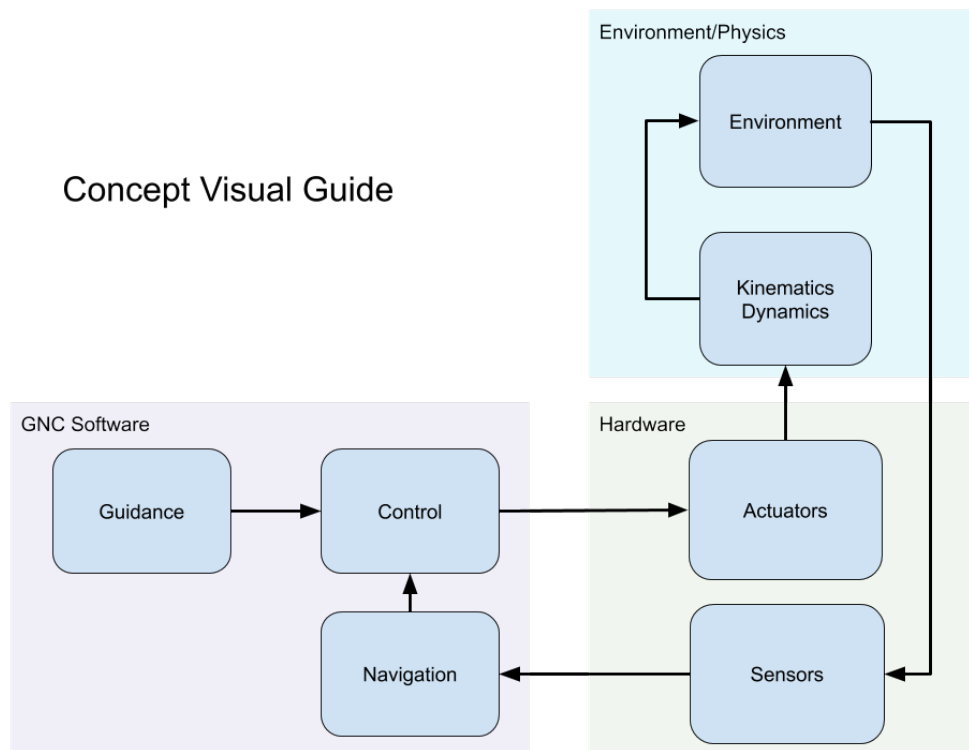 Concept Visual Guide
Environment/Physics
Environment
Kinematics
Dynamics
GNC Software
Guidance
Control
Navigation
Hardware
Actuators
Sensors